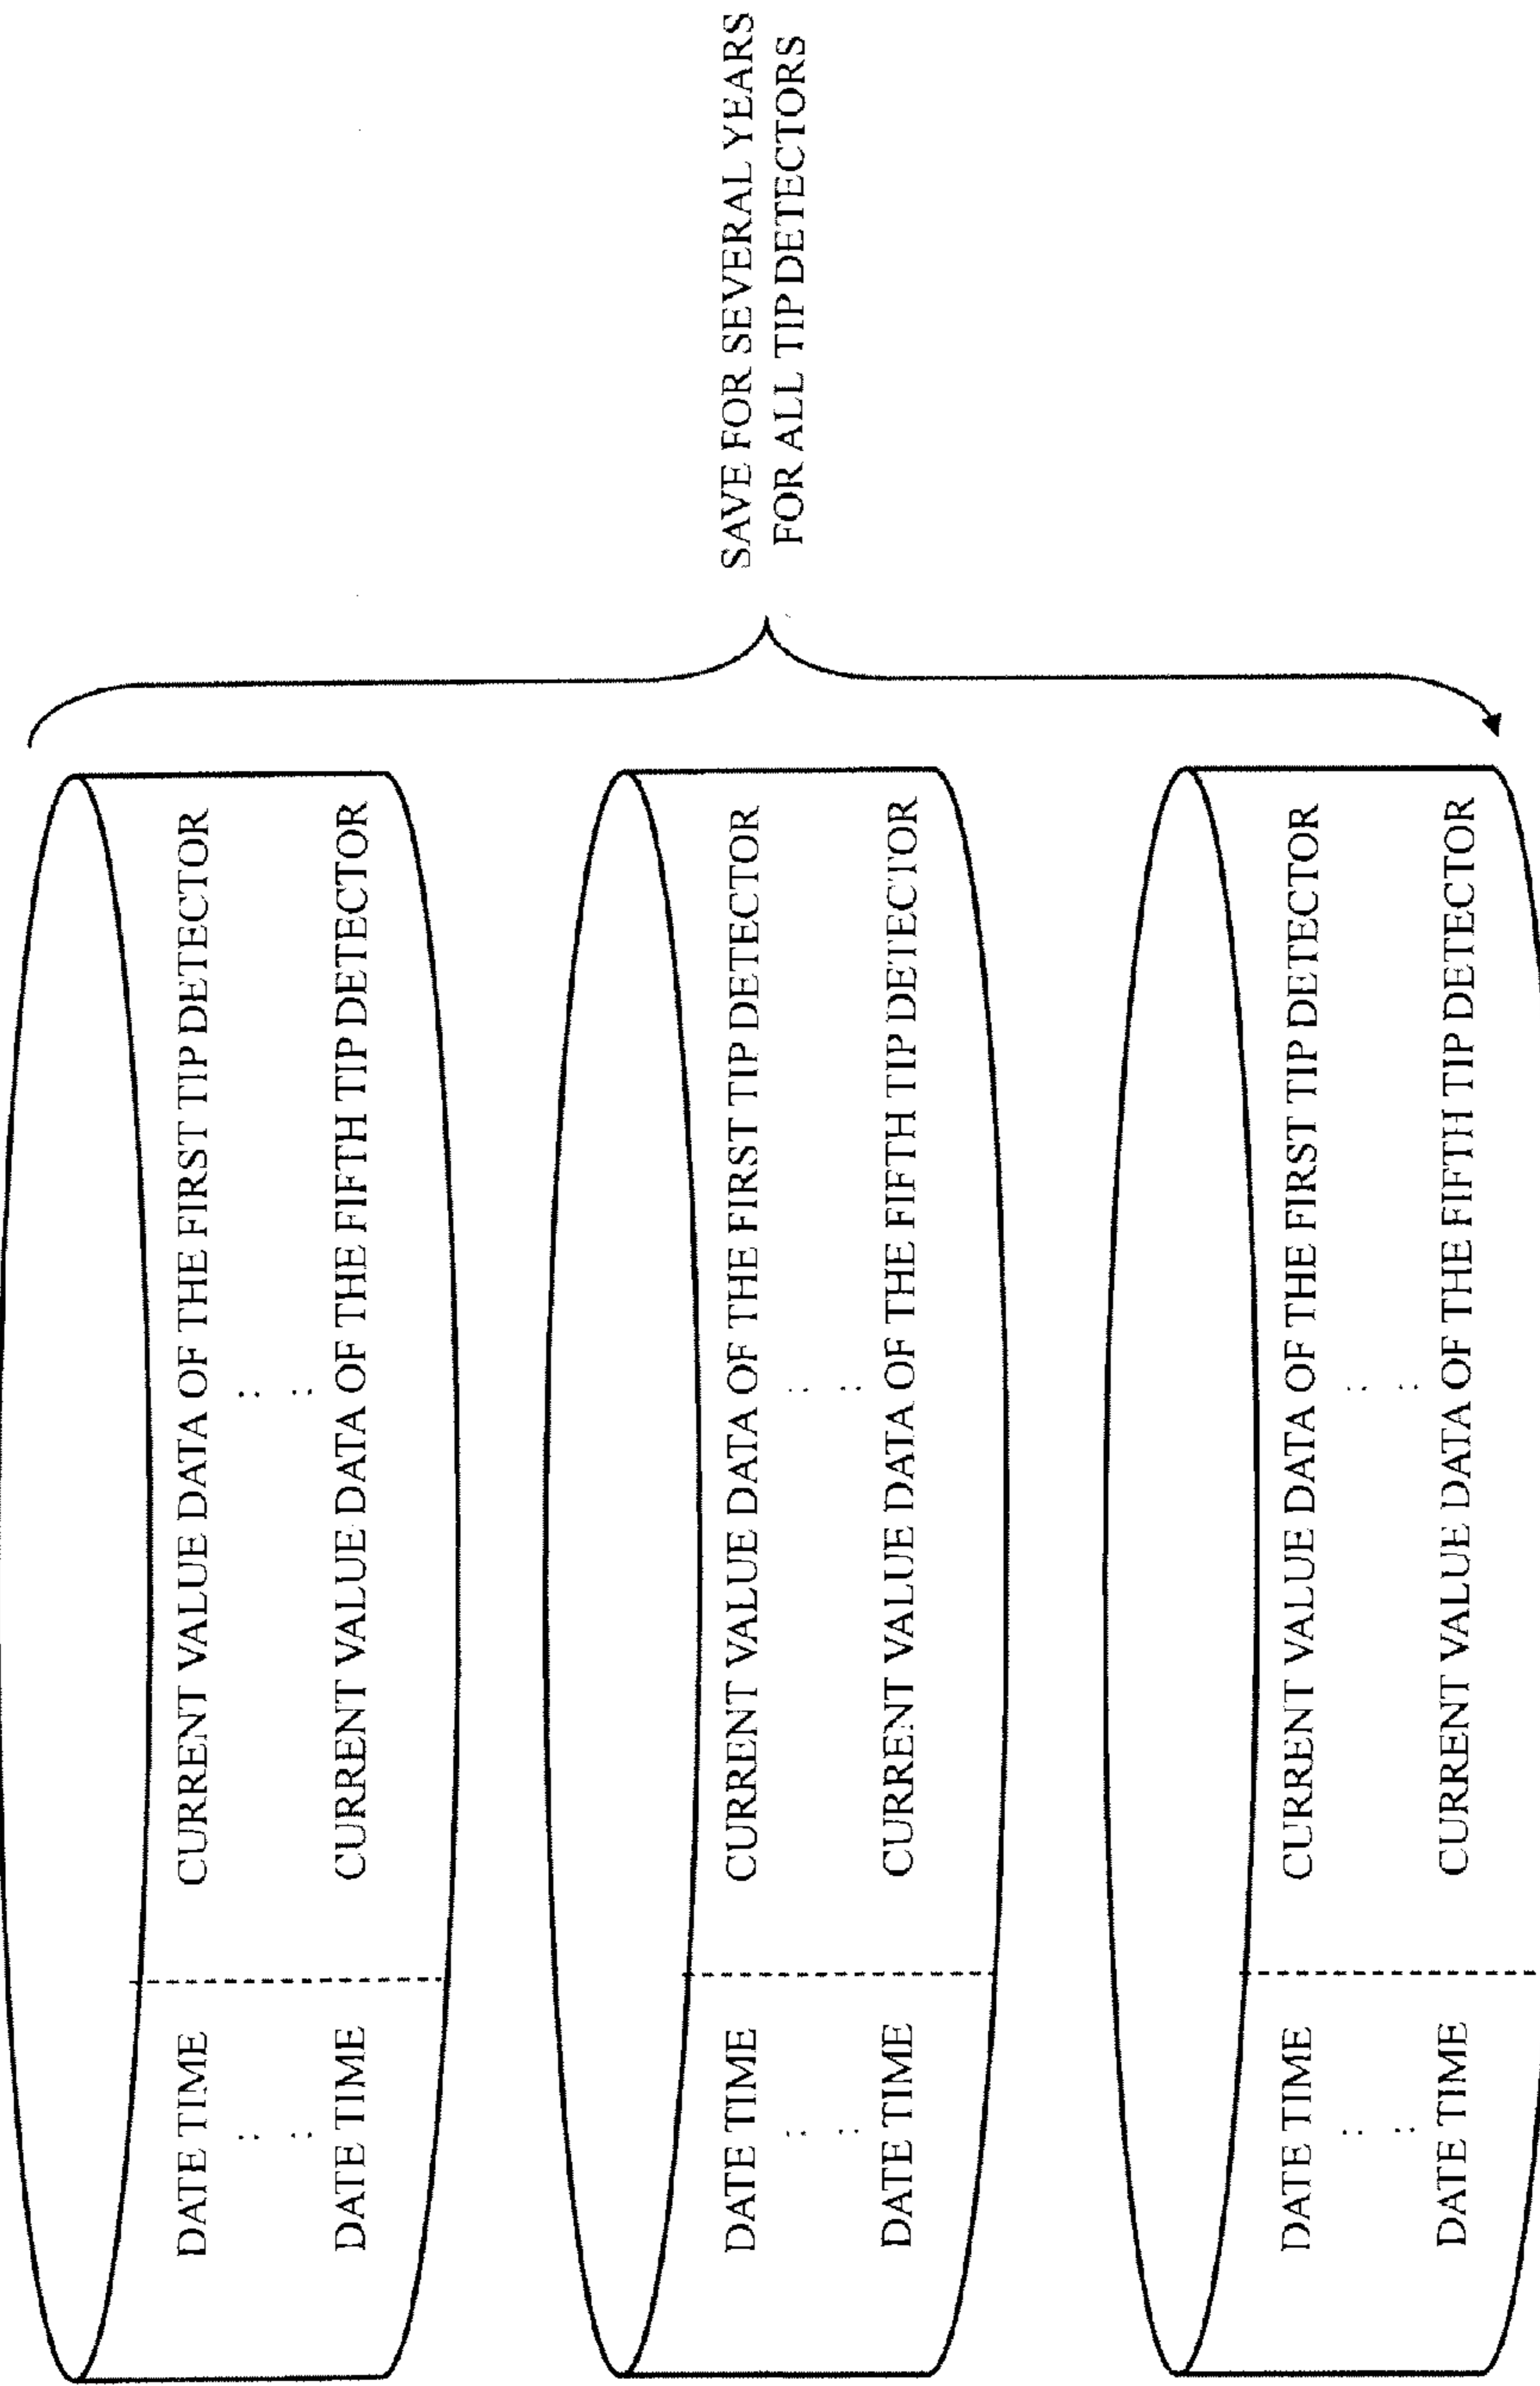 DATE TIME CURRENT VALUE DATA OF THE FIRST TIP DETECTOR
DATE TIME CURRENT VALUE DATA OF THE FIFTH TIP DETECTOR
DATE TIME CURRENT VALUE DATA OF THE FIRST TIP DETECTOR
DATE TIME CURRENT VALUE DATA OF THE FIFTH TIP DETECTOR
DATE TIME CURRENT VALUE DATA OF THE FIRST TIP DETECTOR
DATE TIME CURRENT VALUE DATA OF THE FIFTH TIP DETECTOR
SAVE FOR SEVERAL YEARS
FOR ALL TIP DETECTORS